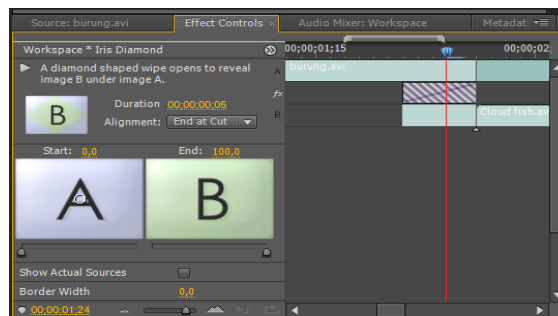 Source: burung.avi Effect Controls × Audio Mixer: Workspace Metadat
Workspace * Iris Diamond 00;00;01;15 00;00;02;
A diamond shaped wipe opens to reveal image B under image A. A burung.avi
fx
B Duration 00;00;00;05 B Cloud fish.av
Alignment: End at Cut
Start: 0,0 End: 100,0
A B
Show Actual Sources
Border Width 0,0
00;00;01;24